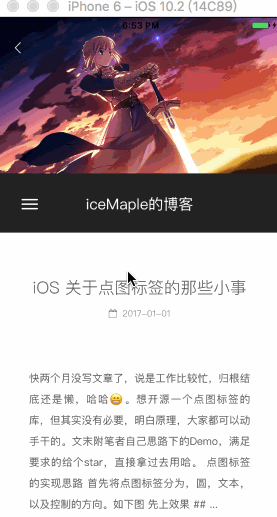 iPhone 6 – iOS 10.2 (14C89)
6:53 PM
iceMaple的博客
iOS 关于点图标签的那些小事
2017-01-01
快两个月没写文章了，说是工作比较忙，归根结
底还是懒，哈哈😄。想开源一个点图标签的
库，但其实没有必要，明白原理，大家都可以动
手干的。文末附笔者自己思路下的Demo，满足
要求的给个star，直接拿过去用哈。 点图标签
的实现思路 首先将点图标签分为，圆，文本，
以及控制的方向。如下图 先上效果 ## ...